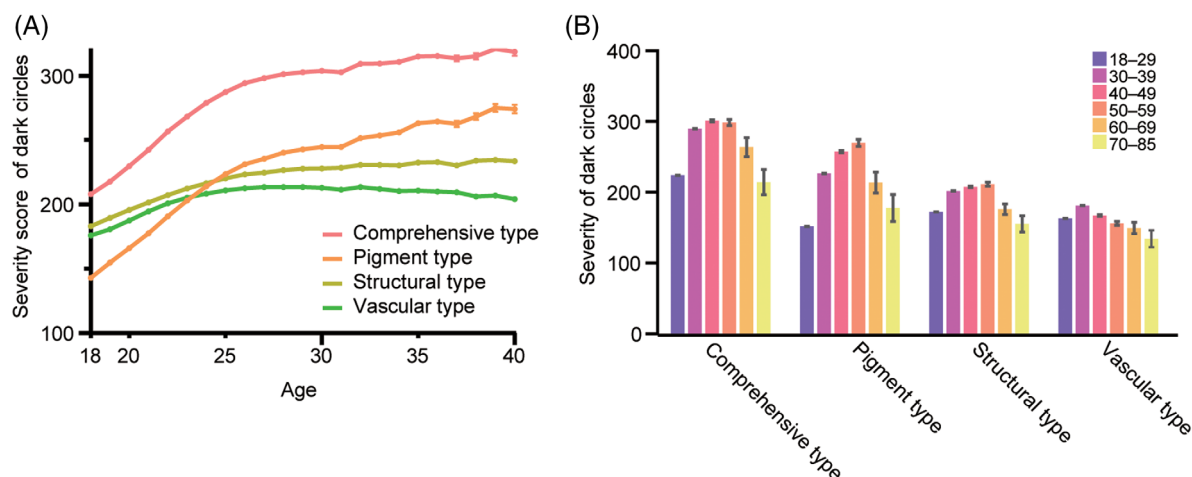 (A)
Severity score of dark circles
300
200
100
18
20
25
30
35
40
Age
Comprehensive type
Pigment type
Structural type
Vascular type
(B)
Severity of dark circles
400
300
200
100
0
18–29
30–39
40–49
50–59
60–69
70–85
Comprehensive type
Pigment type
Structural type
Vascular type